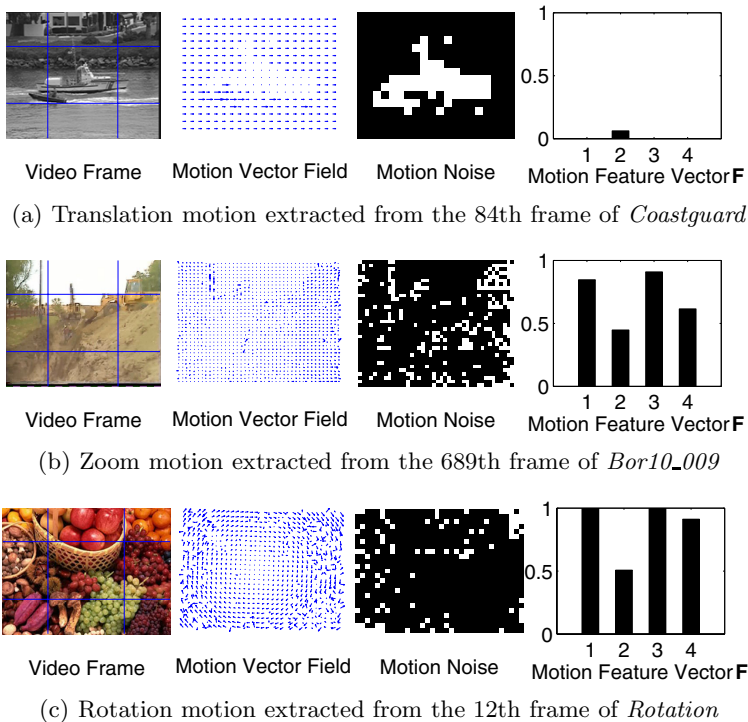 1
0.5
0
1 2 3 4
Video Frame Motion Vector Field Motion Noise Motion Feature Vector F
(a) Translation motion extracted from the 84th frame of Coastguard
1
0.5
0
1 2 3 4
Video Frame Motion Vector Field Motion Noise Motion Feature Vector F
(b) Zoom motion extracted from the 689th frame of Bor10_009
1
0.5
0
1 2 3 4
Video Frame Motion Vector Field Motion Noise Motion Feature Vector F
(c) Rotation motion extracted from the 12th frame of Rotation